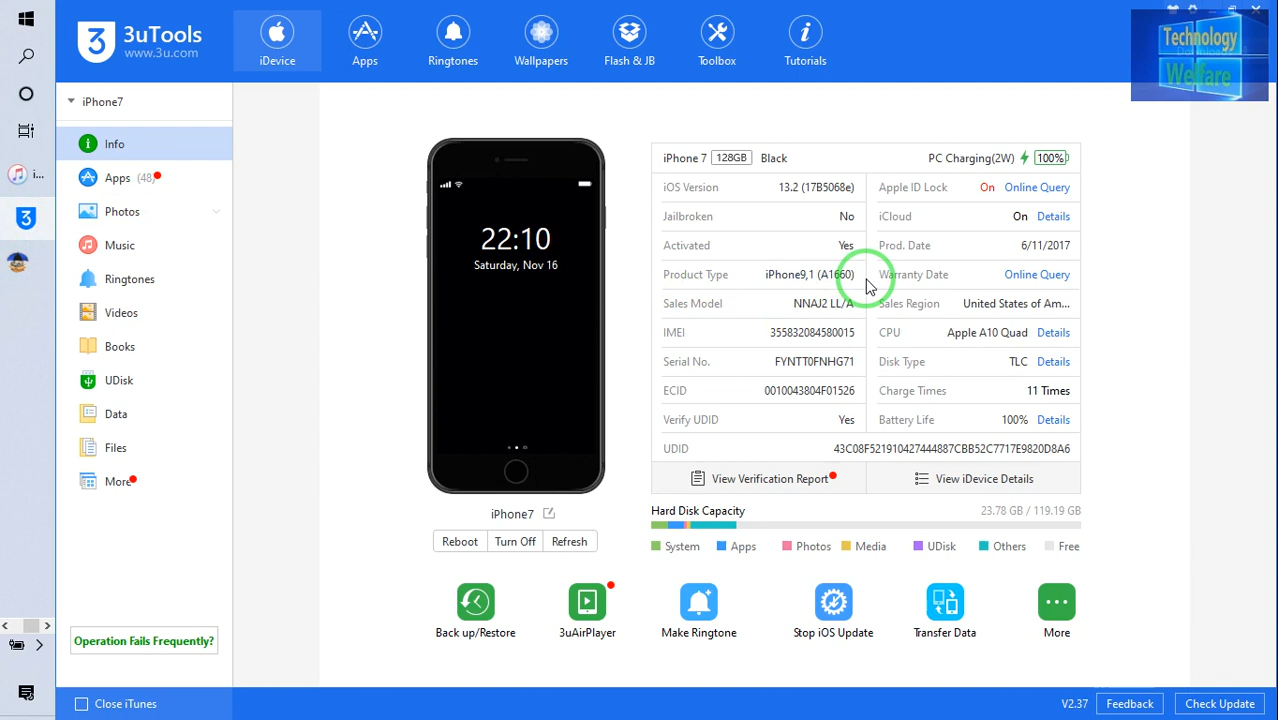 3uTools
www.3u.com
iDevice
Apps
Ringtones
Wallpapers
Flash & JB
Toolbox
Tutorials
Technology
Welfare
iPhone7
Info
Apps (48)
Photos
Music
Ringtones
Videos
Books
UDisk
Data
Files
More
i...
3
22:10
Saturday, Nov 16
iPhone7
Reboot Turn Off Refresh
iPhone 7 128GB Black PC Charging(2W) 100%
iOS Version 13.2 (17B5068e) Apple ID Lock On Online Query
Jailbroken No iCloud On Details
Activated Yes Prod. Date 6/11/2017
Product Type iPhone9,1 (A1660) Warranty Date Online Query
Sales Model NNAJ2 LL/A Sales Region United States of Am...
IMEI 355832084580015 CPU Apple A10 Quad Details
Serial No. FYNTT0FNHG71 Disk Type TLC Details
ECID 0010043804F01526 Charge Times 11 Times
Verify UDID Yes Battery Life 100% Details
UDID 43C08F521910427444887CBB52C7717E9820D8A6
View Verification Report View iDevice Details
Hard Disk Capacity 23.78 GB / 119.19 GB
System Apps Photos Media UDisk Others Free
Back up/Restore 3uAirPlayer Make Ringtone Stop iOS Update Transfer Data More
Operation Fails Frequently?
Close iTunes V2.37 Feedback Check Update